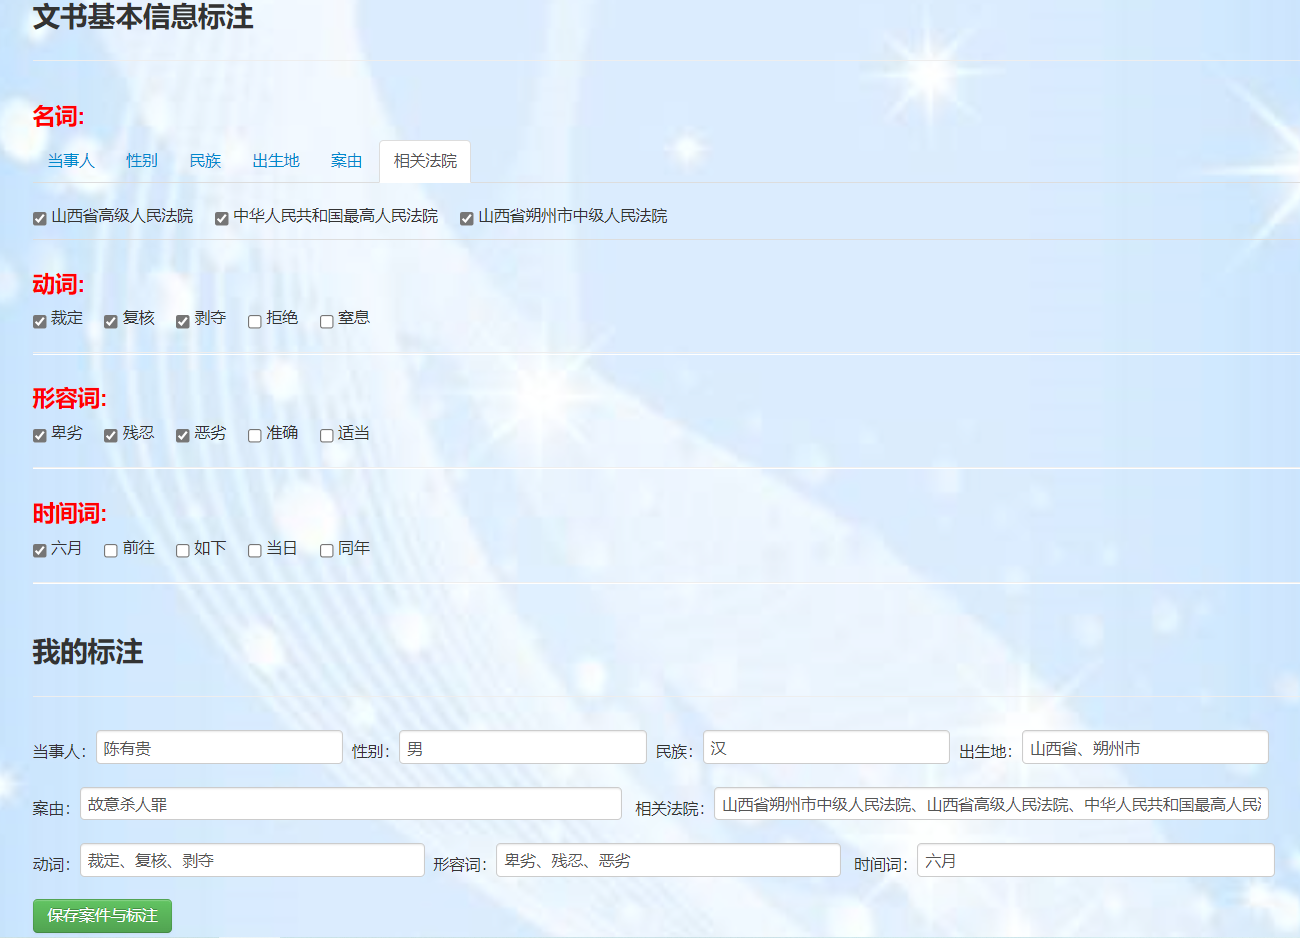 文书基本信息标注
名词:
当事人 性别 民族 出生地 案由 相关法院
山西省高级人民法院 中华人民共和国最高人民法院 山西省朔州市中级人民法院
动词:
裁定 复核 剥夺 拒绝 窒息
形容词:
卑劣 残忍 恶劣 准确 适当
时间词:
六月 前往 如下 当日 同年
我的标注
当事人: 陈有贵 性别: 男 民族: 汉 出生地: 山西省、朔州市
案由: 故意杀人罪 相关法院: 山西省朔州市中级人民法院、山西省高级人民法院、中华人民共和国最高人民
动词: 裁定、复核、剥夺 形容词: 卑劣、残忍、恶劣 时间词: 六月
保存案件与标注